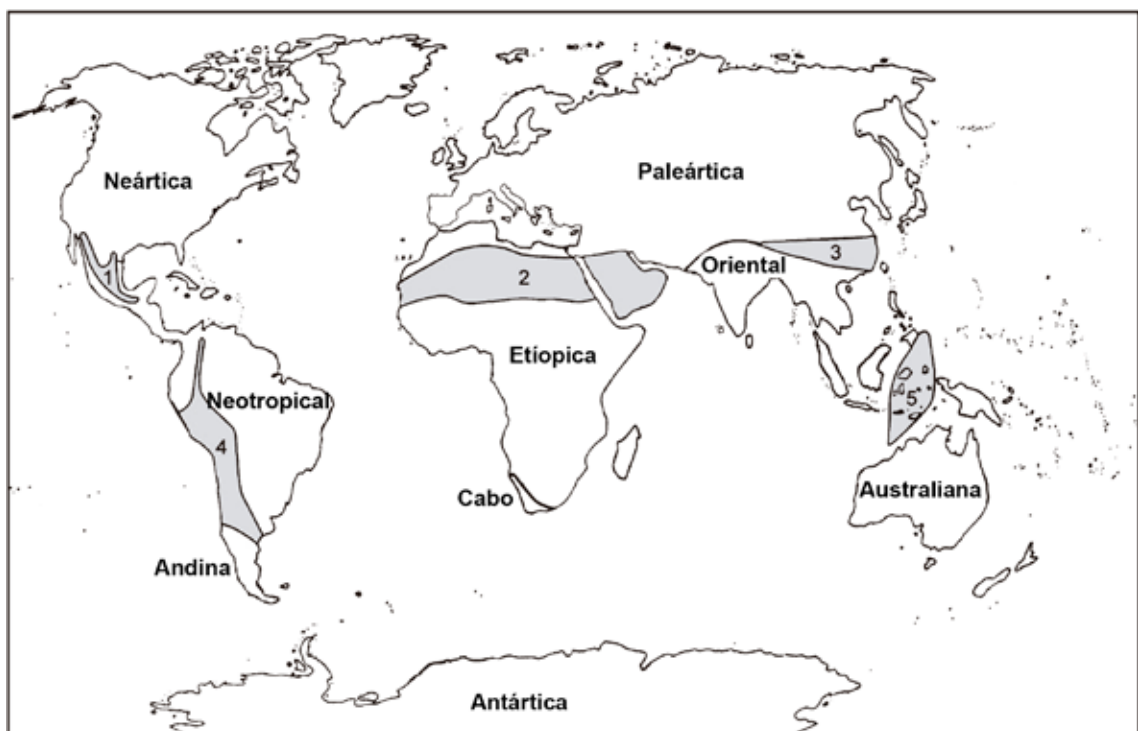 Neártica
Paleártica
Oriental
3
1
2
Etíopica
Neotropical
5
4
Cabo
Australiana
Andina
Antártica